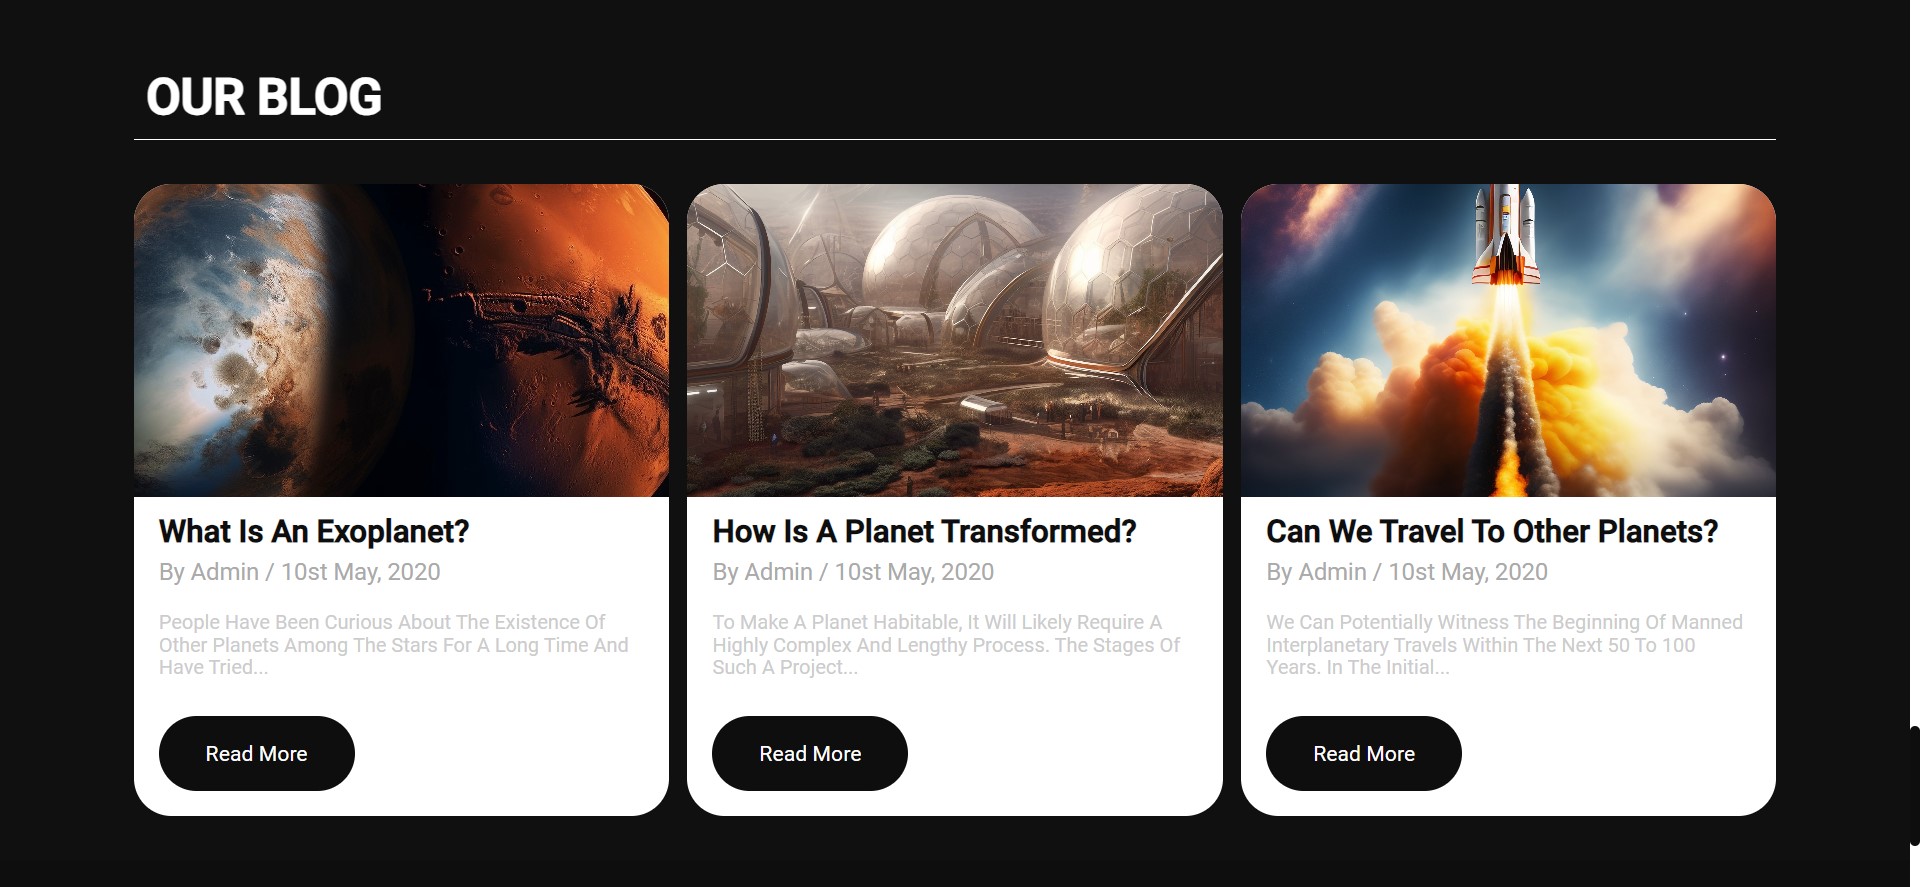 OUR BLOG
What Is An Exoplanet?
By Admin / 10st May, 2020
People Have Been Curious About The Existence Of
Other Planets Among The Stars For A Long Time And
Have Tried...
Read More
How Is A Planet Transformed?
By Admin / 10st May, 2020
To Make A Planet Habitable, It Will Likely Require A
Highly Complex And Lengthy Process. The Stages Of
Such A Project...
Read More
Can We Travel To Other Planets?
By Admin / 10st May, 2020
We Can Potentially Witness The Beginning Of Manned
Interplanetary Travels Within The Next 50 To 100
Years. In The Initial...
Read More